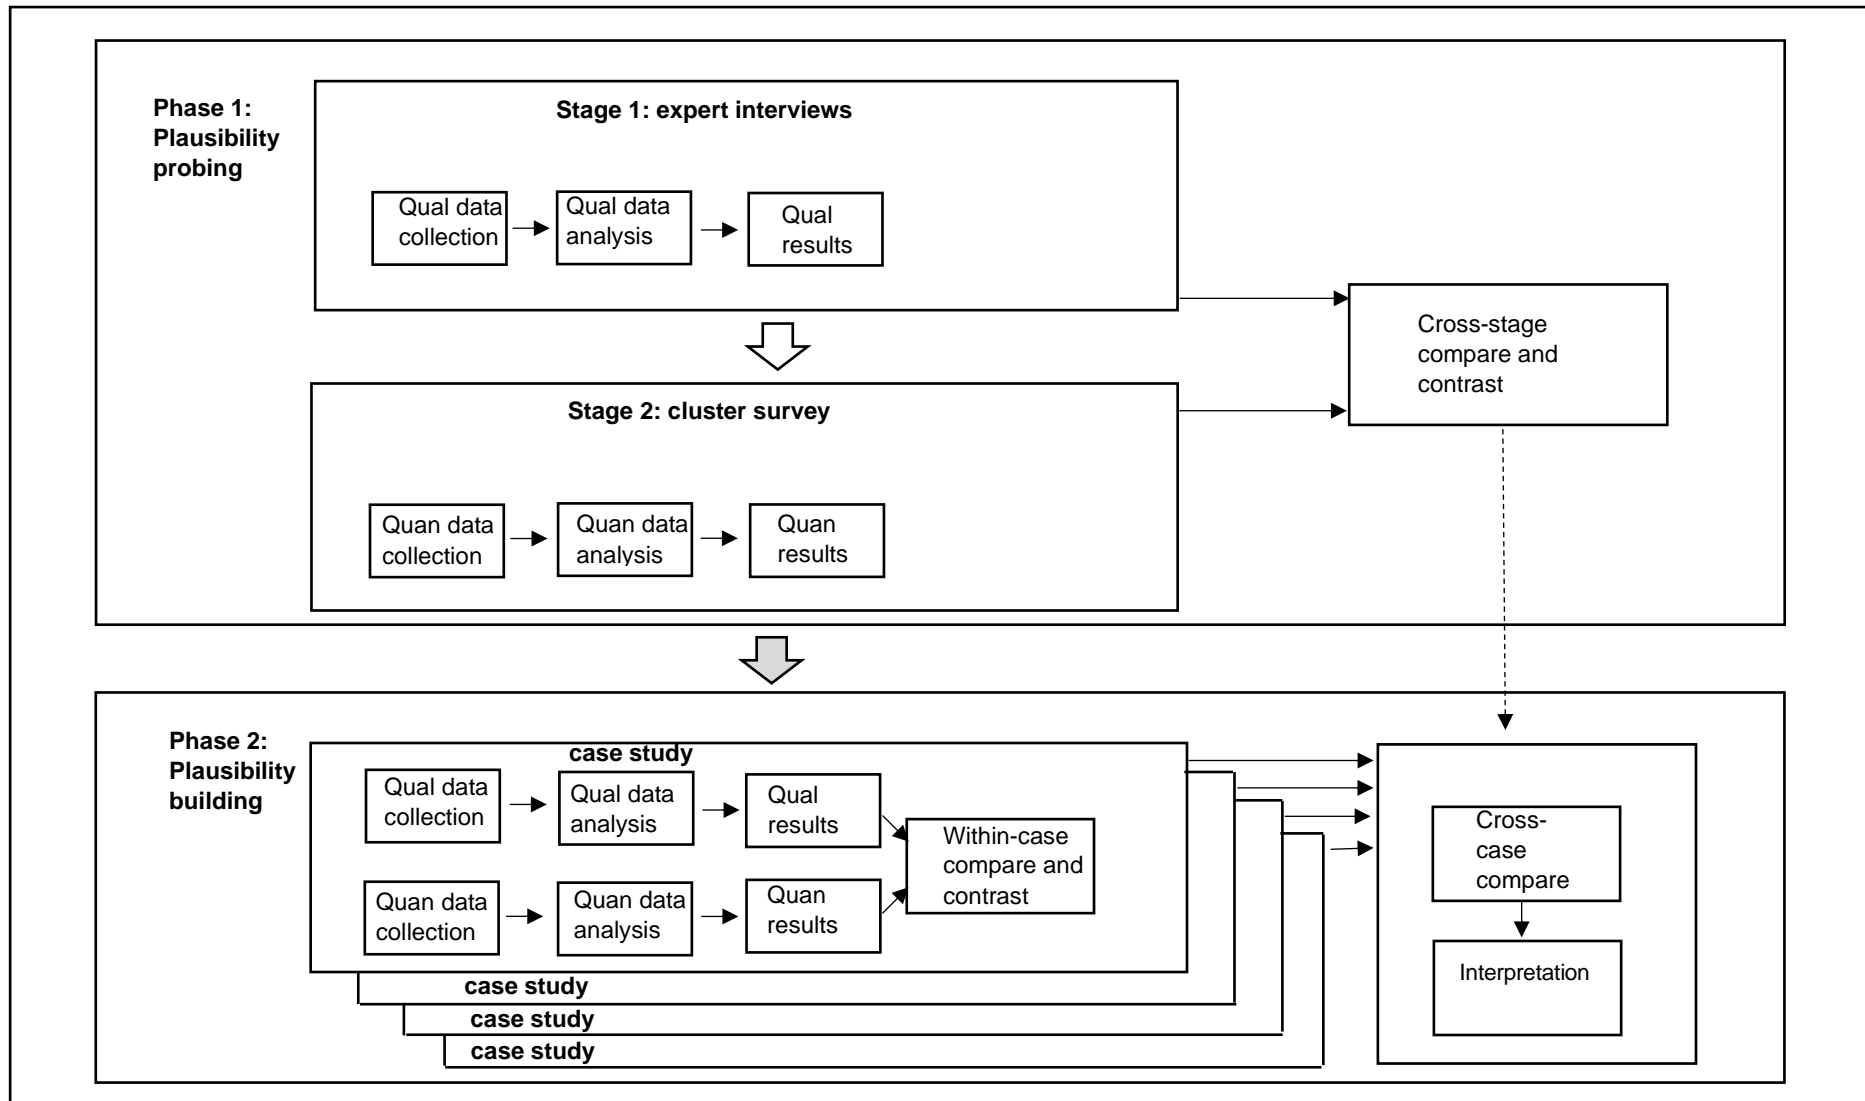 Phase 1:
Plausibility
probing
Stage 1: expert interviews
Qual data
collection
Qual data
analysis
Qual
results
Cross-stage
compare and
contrast
Stage 2: cluster survey
Quan data
collection
Quan data
analysis
Quan
results
Phase 2:
Plausibility
building
case study
Qual data
collection
Qual data
analysis
Qual
results
Within-case
compare and
contrast
Quan data
collection
Quan data
analysis
Quan
results
case study
case study
case study
Cross-
case
compare
Interpretation